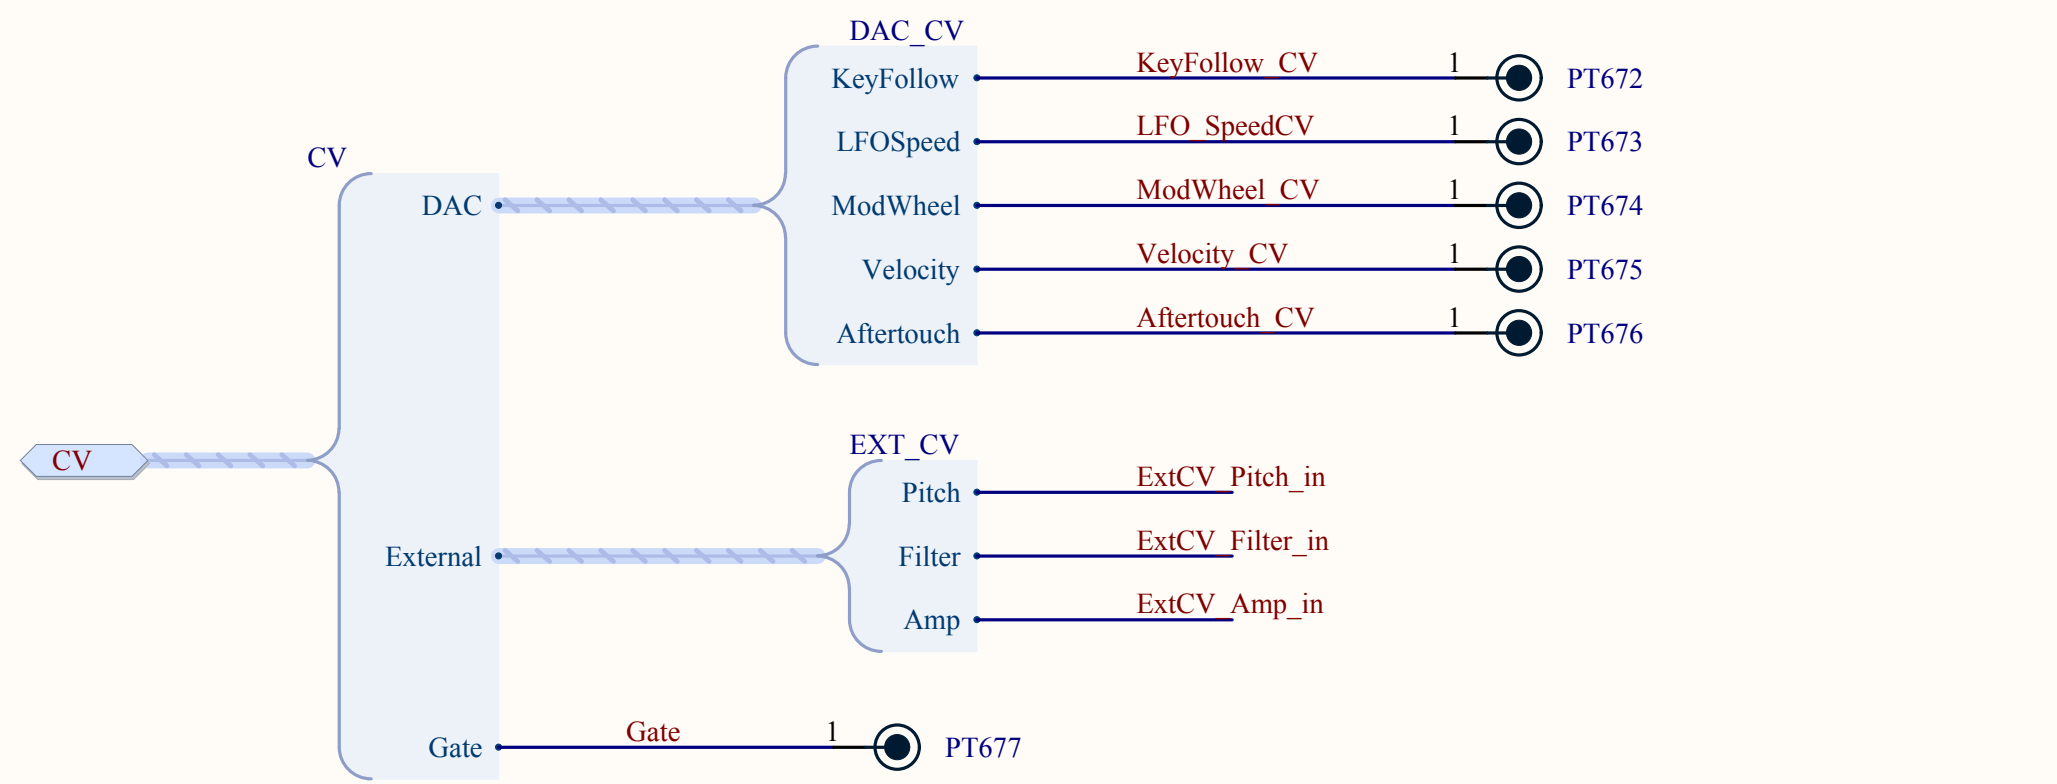 DAC_CV
KeyFollow KeyFollow_CV 1 PT672
LFOSpeed LFO_SpeedCV 1 PT673
CV
DAC ModWheel ModWheel_CV 1 PT674
Velocity Velocity_CV 1 PT675
Aftertouch Aftertouch_CV 1 PT676
EXT_CV
CV
Pitch ExtCV_Pitch_in
External Filter ExtCV_Filter_in
Amp ExtCV_Amp_in
Gate Gate 1 PT677